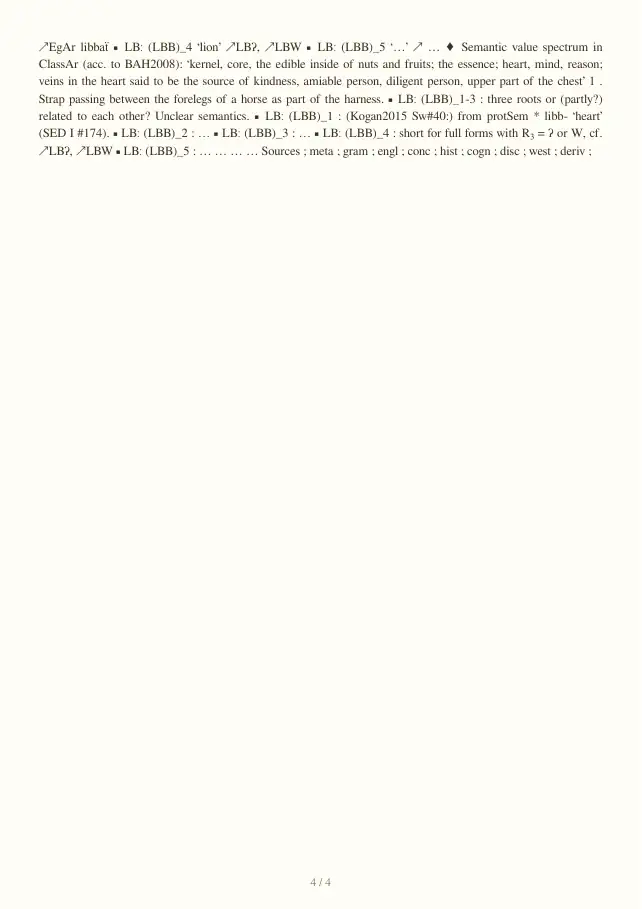 ↗EgAr libbaï ▪ LB: (LBB)_4 ‘lion’ ↗LBʔ, ↗LBW ▪ LB: (LBB)_5 ‘…’ ↗ … ♦ Semantic value spectrum in
ClassAr (acc. to BAH2008): ‘kernel, core, the edible inside of nuts and fruits; the essence; heart, mind, reason;
veins in the heart said to be the source of kindness, amiable person, diligent person, upper part of the chest’ 1 .
Strap passing between the forelegs of a horse as part of the harness. ▪ LB: (LBB)_1-3 : three roots or (partly?)
related to each other? Unclear semantics. ▪ LB: (LBB)_1 : (Kogan2015 Sw#40:) from protSem * libb- ‘heart’
(SED I #174). ▪ LB: (LBB)_2 : … ▪ LB: (LBB)_3 : … ▪ LB: (LBB)_4 : short for full forms with R₃ = ʔ or W, cf.
↗LBʔ, ↗LBW ▪ LB: (LBB)_5 : … … … … Sources ; meta ; gram ; engl ; conc ; hist ; cogn ; disc ; west ; deriv ;
4 / 4